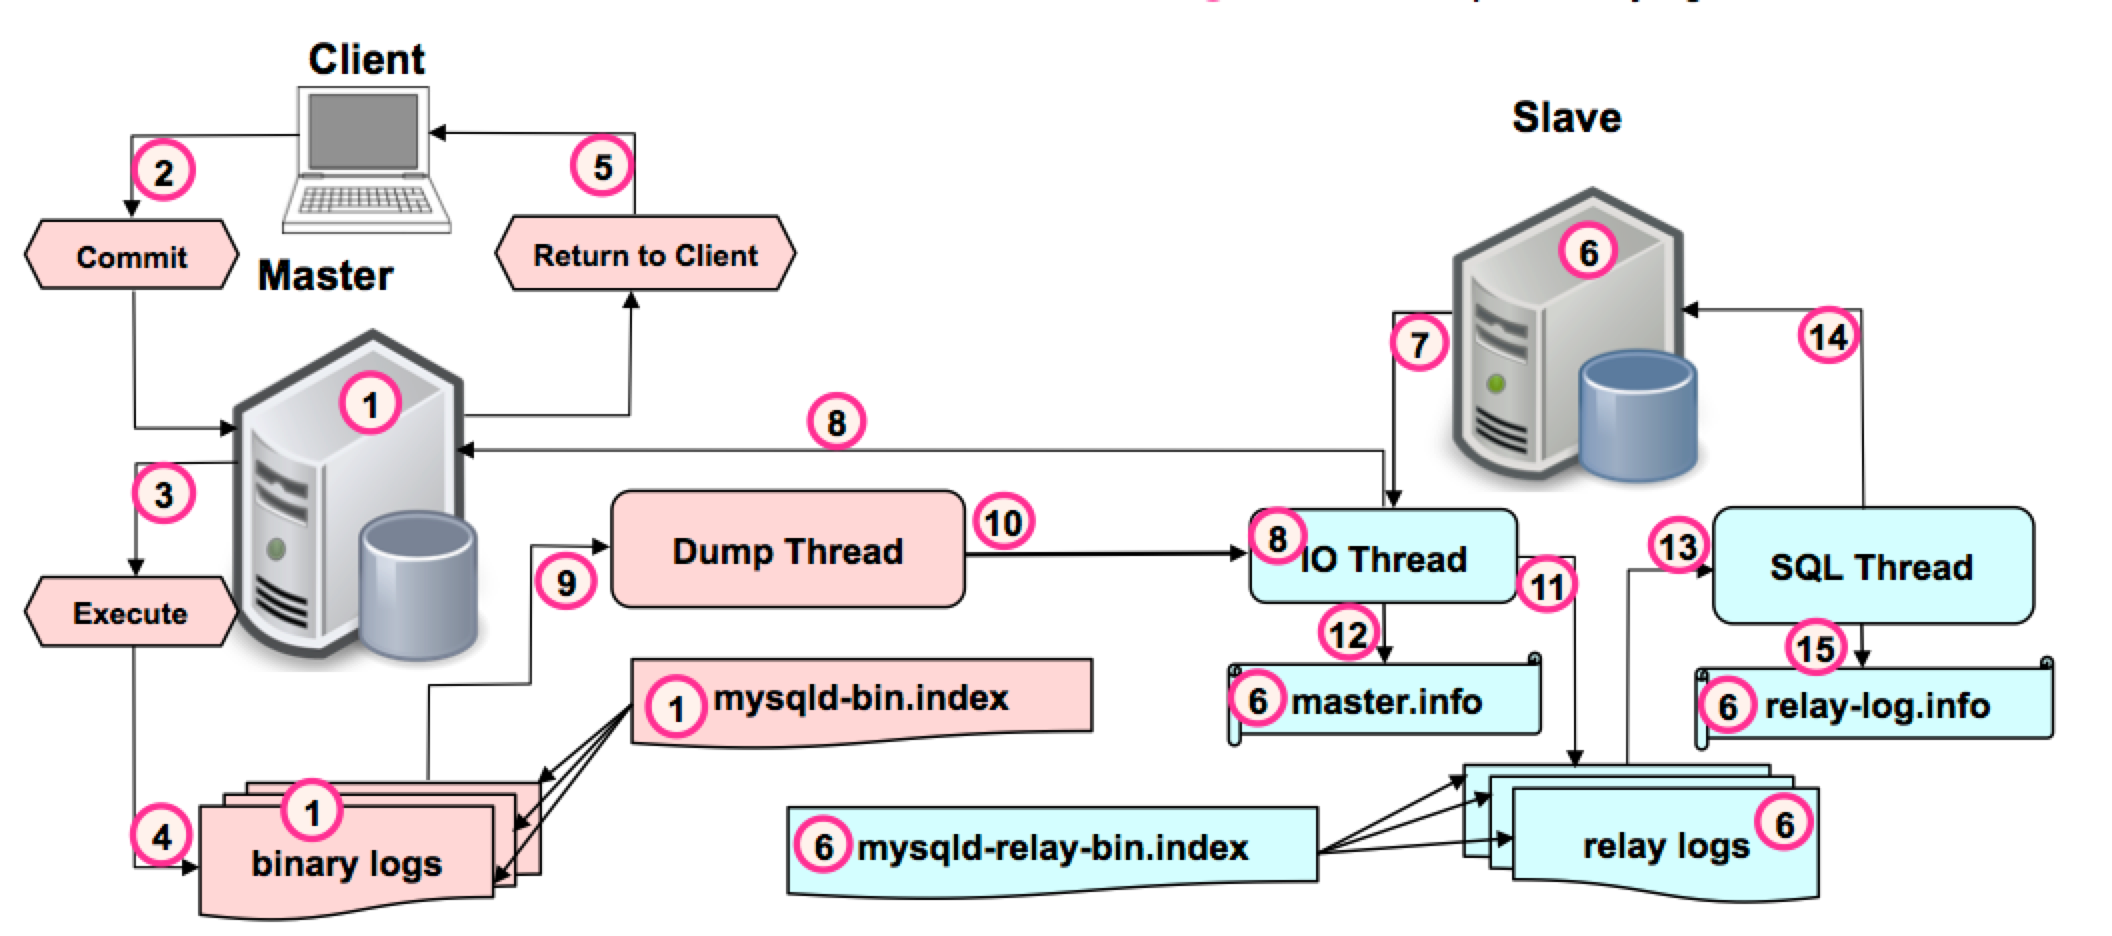 Client
Slave
2
5
Commit
Return to Client
6
Master
7
14
1
8
3
10
8
13
9
Dump Thread
IO Thread
11
SQL Thread
Execute
12
15
1 mysqld-bin.index
6 master.info
6 relay-log.info
1
4
binary logs
6 mysqld-relay-bin.index
relay logs 6